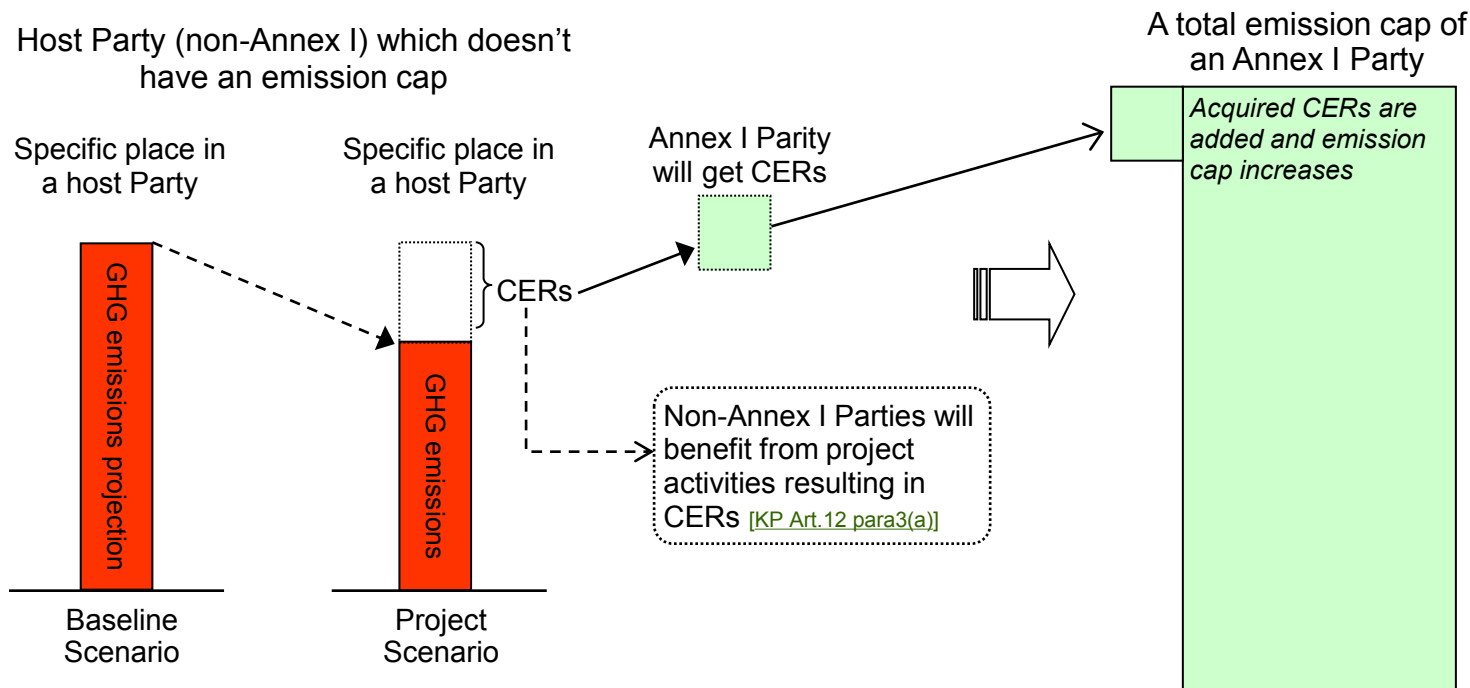 Host Party (non-Annex I) which doesn't
have an emission cap
A total emission cap of
an Annex I Party
Specific place in
a host Party
Specific place in
a host Party
Annex I Parity
will get CERs
Acquired CERs are
added and emission
cap increases
GHG emissions projection
GHG emissions
CERs
Non-Annex I Parties will
benefit from project
activities resulting in
CERs [KP Art.12 para3(a)]
Baseline
Scenario
Project
Scenario